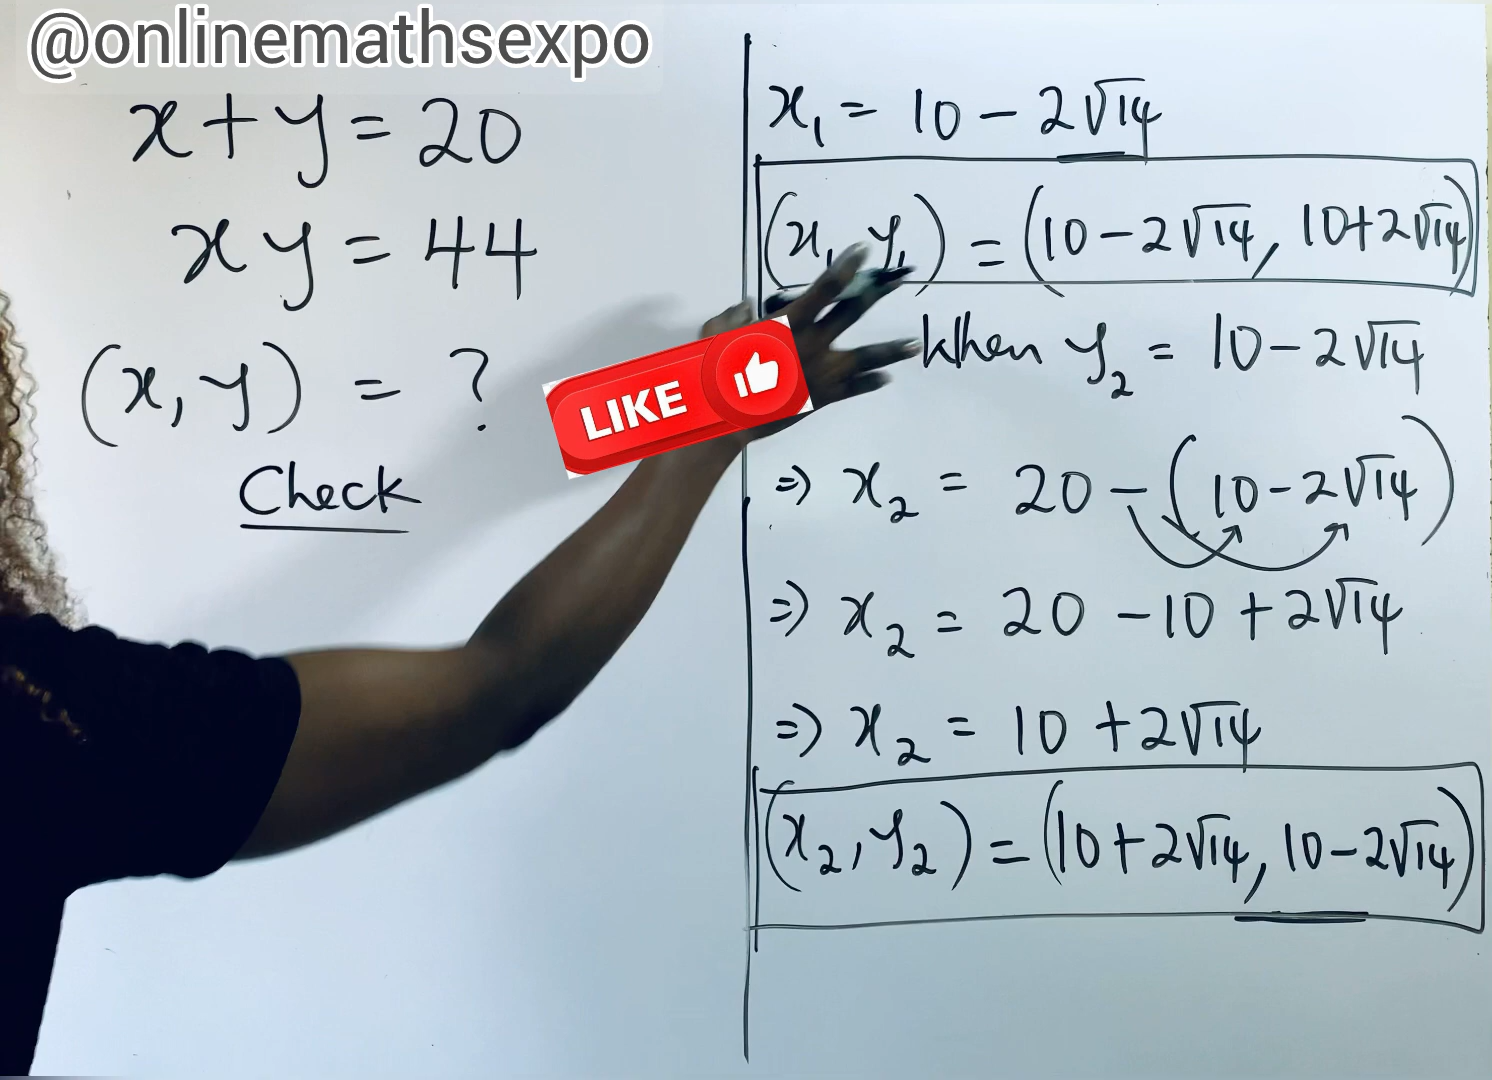 @onlinemathsexpo
x + y = 20
xy = 44
(x, y) = ?
Check
LIKE
x₁ = 10 - 2√14
(x₁ y₁) = (10 - 2√14, 10 + 2√14)
When y₂ = 10 - 2√14
⇒ x₂ = 20 - (10 - 2√14)
⇒ x₂ = 20 - 10 + 2√14
⇒ x₂ = 10 + 2√14
(x₂, y₂) = (10 + 2√14, 10 - 2√14)